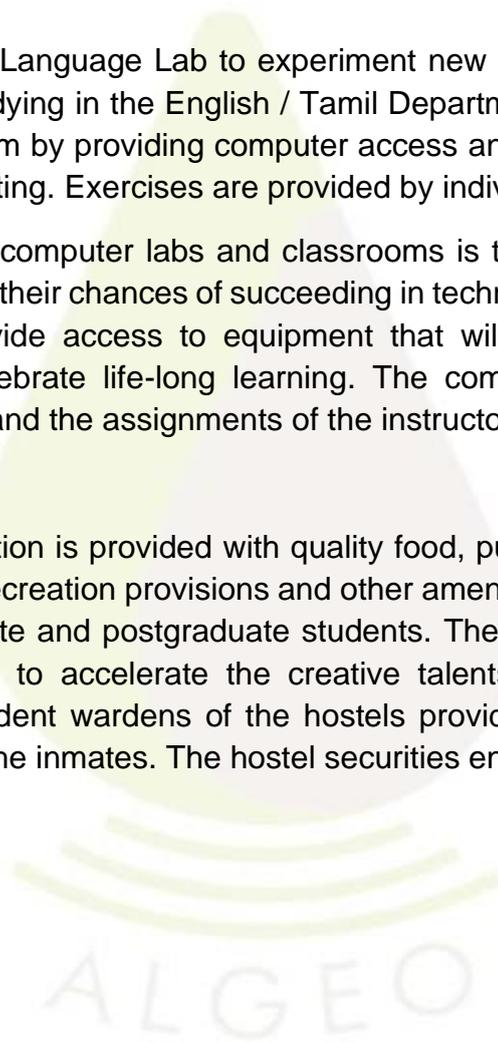 Language Lab to experiment new
dying in the English / Tamil Departm
m by providing computer access an
ting. Exercises are provided by indiv
computer labs and classrooms is t
their chances of succeeding in techn
vide access to equipment that wil
ebrate life-long learning. The com
and the assignments of the instructo
tion is provided with quality food, pu
ecreation provisions and other amen
te and postgraduate students. The
to accelerate the creative talents
dent wardens of the hostels provid
ne inmates. The hostel securities en
ALGEO